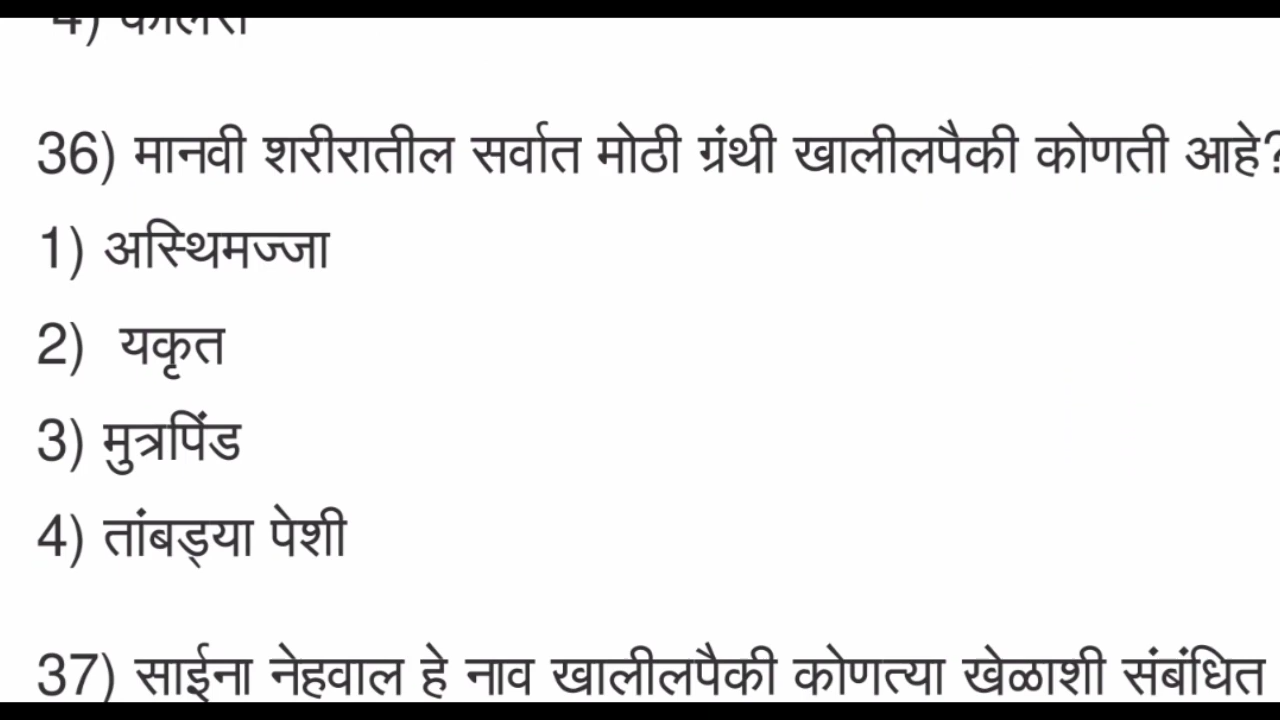 36) मानवी शरीरातील सर्वात मोठी ग्रंथी खालीलपैकी कोणती आहे?
1) अस्थिमज्जा
2) यकृत
3) मुत्रपिंड
4) तांबड्या पेशी
37) साईना नेहवाल हे नाव खालीलपैकी कोणत्या खेळाशी संबंधित